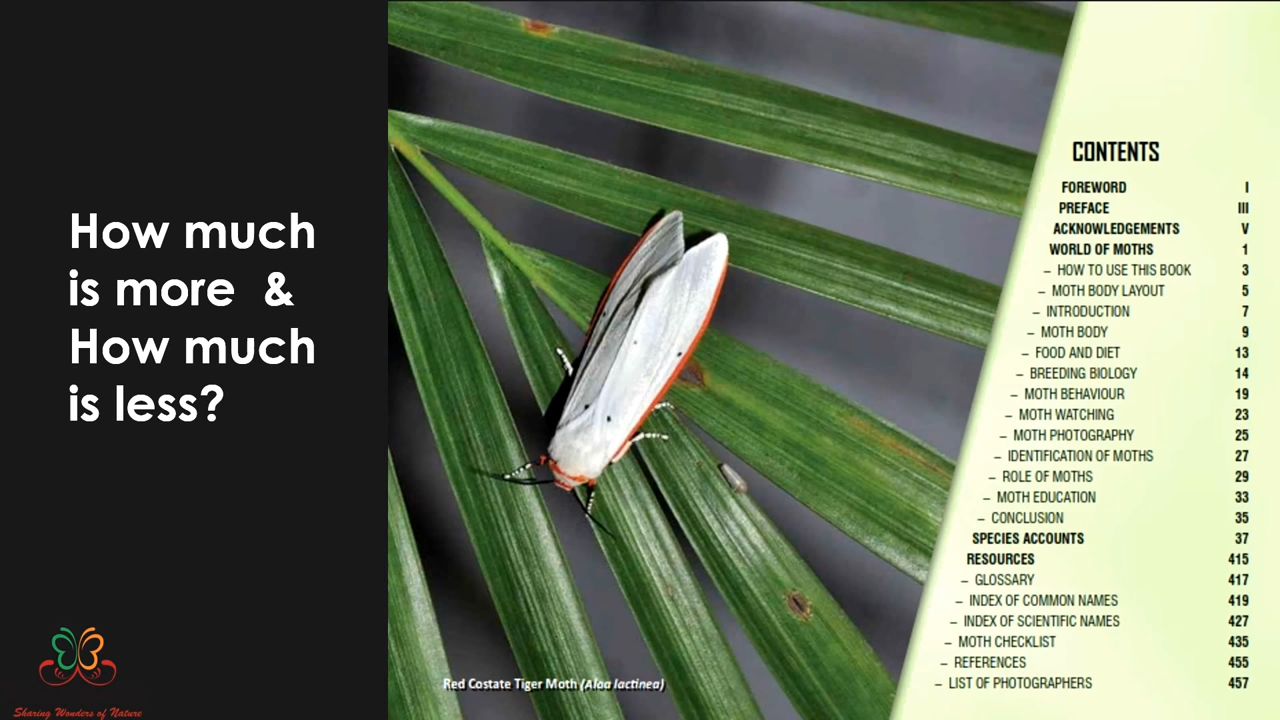 How much
is more  &
How much
is less?
Sharing Wonders of Nature
Red Costate Tiger Moth (Aloa lactinea)
CONTENTS
FOREWORD I
PREFACE III
ACKNOWLEDGEMENTS V
WORLD OF MOTHS 1
– HOW TO USE THIS BOOK 3
– MOTH BODY LAYOUT 5
– INTRODUCTION 7
– MOTH BODY 9
– FOOD AND DIET 13
– BREEDING BIOLOGY 14
– MOTH BEHAVIOUR 19
– MOTH WATCHING 23
– MOTH PHOTOGRAPHY 25
– IDENTIFICATION OF MOTHS 27
– ROLE OF MOTHS 29
– MOTH EDUCATION 33
– CONCLUSION 35
SPECIES ACCOUNTS 37
RESOURCES 415
– GLOSSARY 417
– INDEX OF COMMON NAMES 419
– INDEX OF SCIENTIFIC NAMES 427
– MOTH CHECKLIST 435
– REFERENCES 455
– LIST OF PHOTOGRAPHERS 457